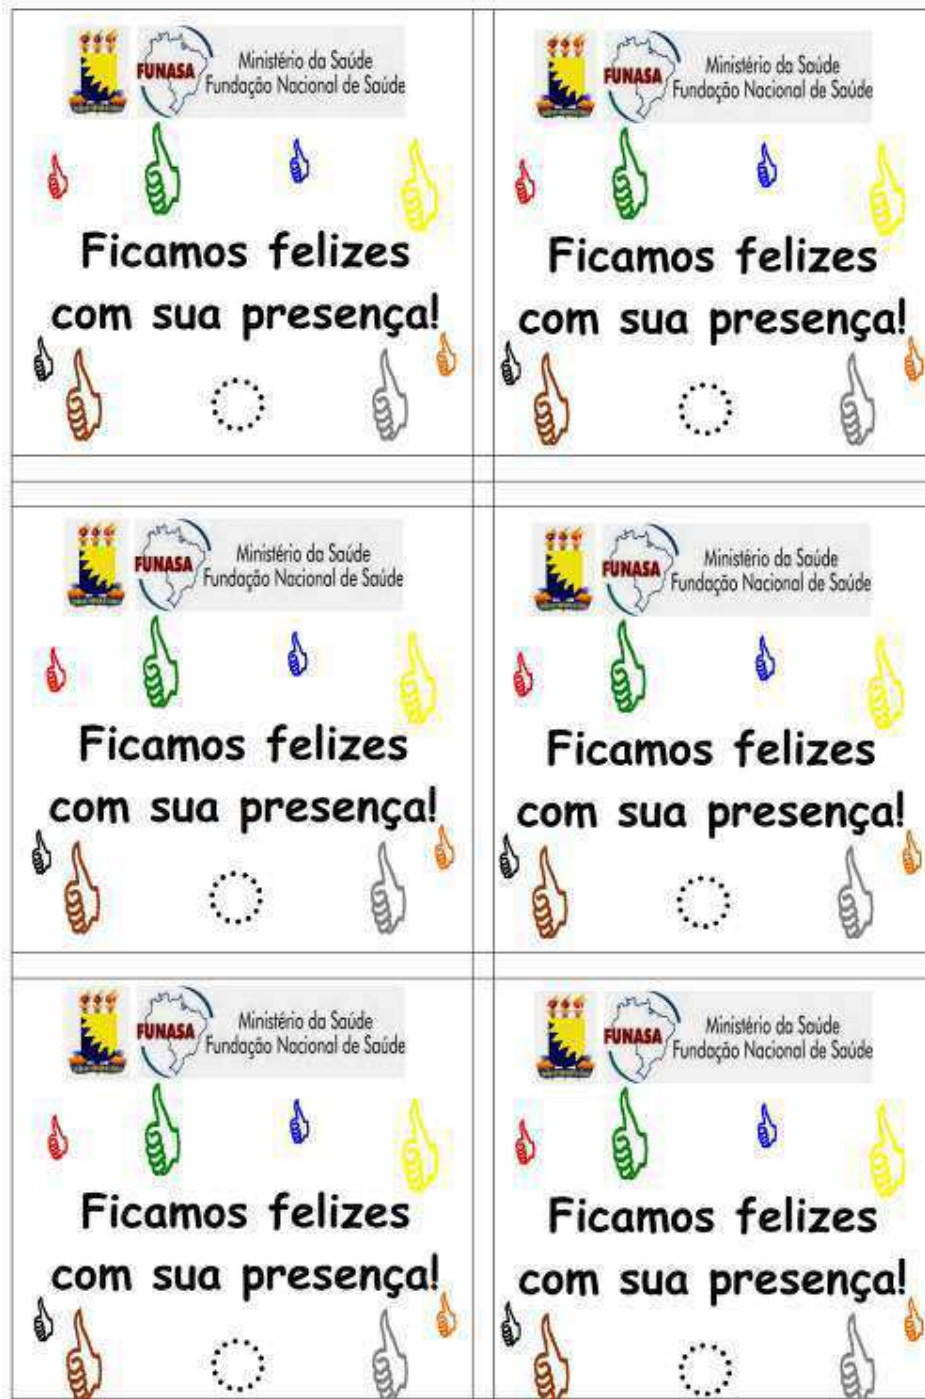 FUNASA
Ministério da Saúde
Fundação Nacional de Saúde
Ficamos felizes
com sua presença!
FUNASA
Ministério da Saúde
Fundação Nacional de Saúde
Ficamos felizes
com sua presença!
FUNASA
Ministério da Saúde
Fundação Nacional de Saúde
Ficamos felizes
com sua presença!
FUNASA
Ministério da Saúde
Fundação Nacional de Saúde
Ficamos felizes
com sua presença!
FUNASA
Ministério da Saúde
Fundação Nacional de Saúde
Ficamos felizes
com sua presença!
FUNASA
Ministério da Saúde
Fundação Nacional de Saúde
Ficamos felizes
com sua presença!